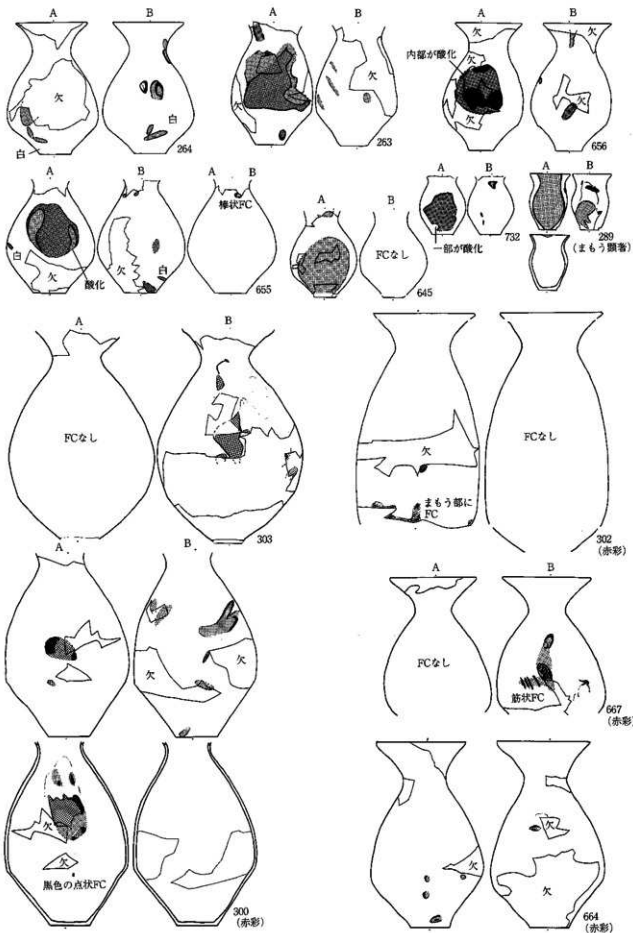 A B A B A B
欠 白 白 264
欠 欠 263
内部が酸化 欠 欠 欠 欠 欠 656
A B A B A B A B A B
白 欠 酸化 欠 白
棒状FC 655
FCなし 645
一部が酸化 732
289
(まもう顕著)
A B A B
FCなし 303
欠 FCなし
まもう部に
FC
302
(赤彩)
A B A B
欠 欠
FCなし
筋状FC
667
(赤彩)
欠
欠
黒色の点状FC
300
(赤彩)
欠 欠
欠
664
(赤彩)